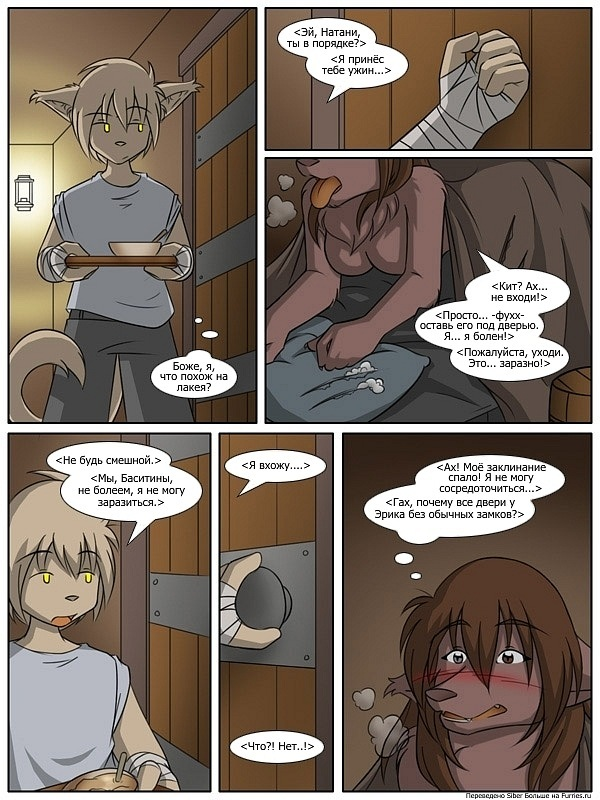 <Эй, Натани,
ты в порядке?>
<Я принёс
тебе ужин...>
Боже, я,
что похож на
лакея?
<Кит? Ах...
не входи!>
<Просто... -фухх-
оставь его под дверью.
Я... я болен!>
<Пожалуйста, уходи.
Это... заразно!>
<Не будь смешной.>
<Мы, Баситины,
не болеем, я не могу
заразиться.>
<Я вхожу....>
<Что?! Нет..!>
<Ах! Моё заклинание
спало! Я не могу
сосредоточиться...>
<Гах, почему все двери у
Эрика без обычных замков?>
Переведено Siber Больше на Furries.ru